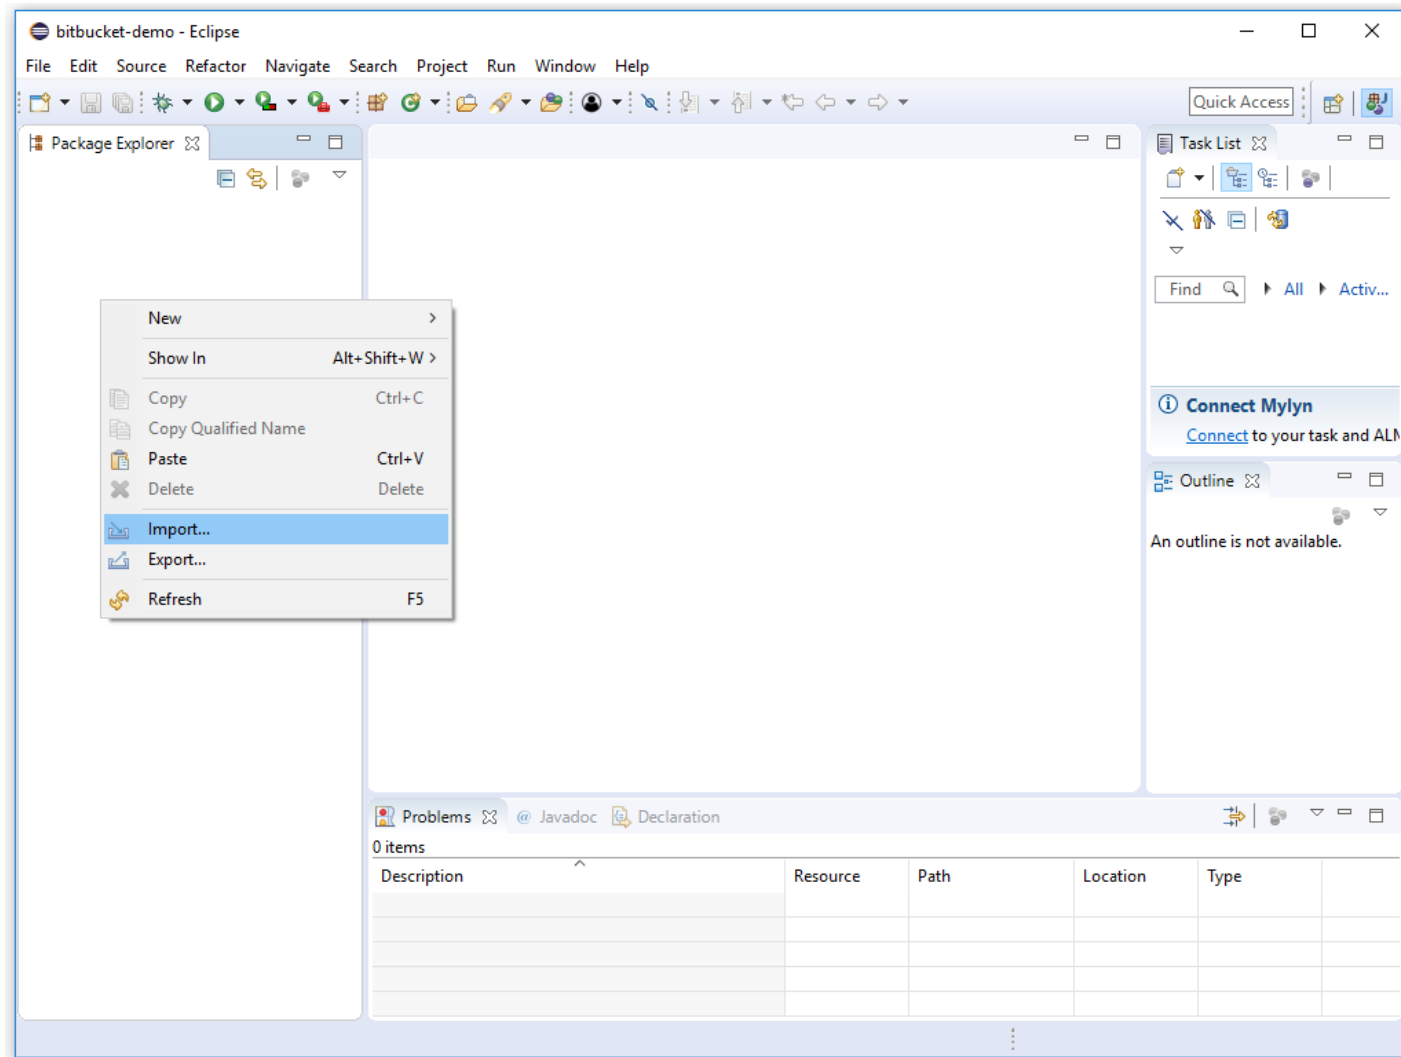 bitbucket-demo - Eclipse
File Edit Source Refactor Navigate Search Project Run Window Help
Quick Access
Package Explorer
Task List
Find All Activ...
New
Show In Alt+Shift+W
Copy Ctrl+C
Copy Qualified Name
Paste Ctrl+V
Delete Delete
Import...
Export...
Refresh F5
Connect Mylyn
Connect to your task and ALM
Outline
An outline is not available.
Problems @ Javadoc Declaration
0 items
Description Resource Path Location Type